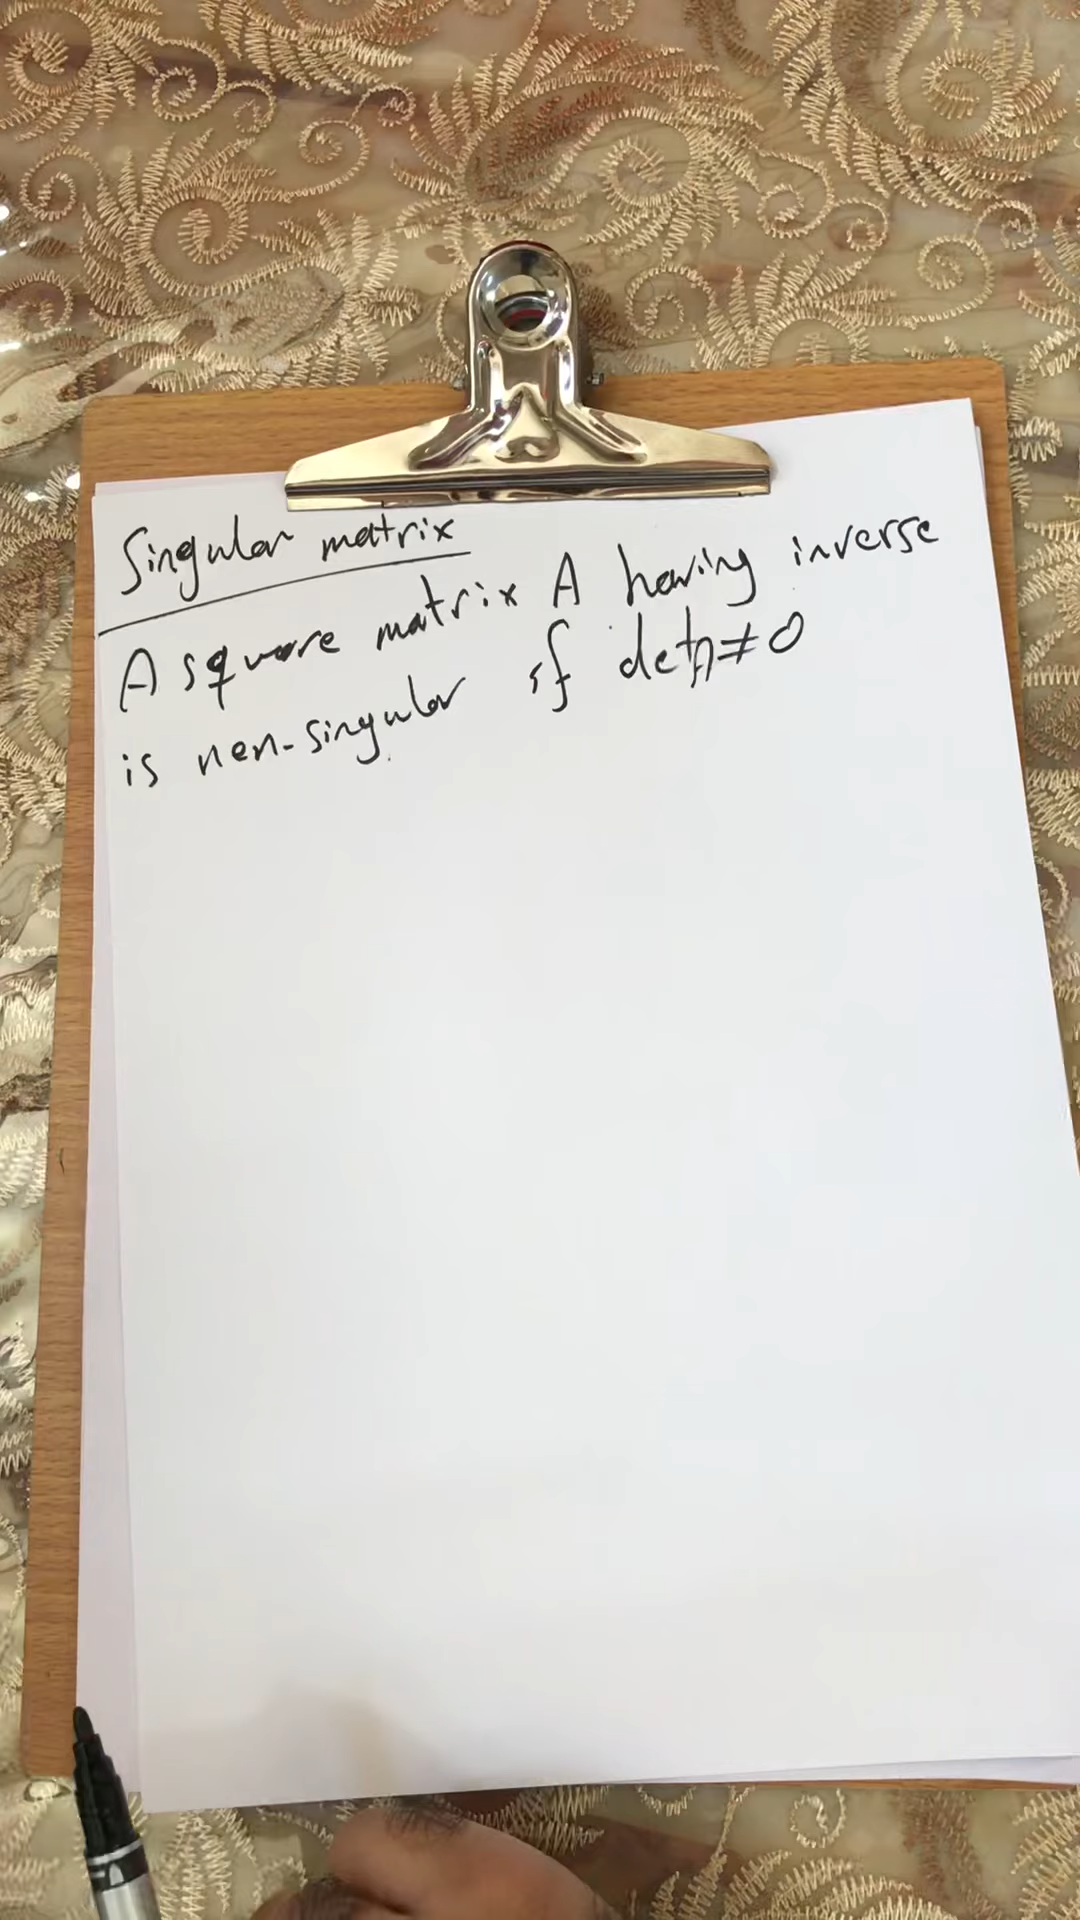 Singular matrix
A square matrix A having inverse
is non-singular if detA≠0